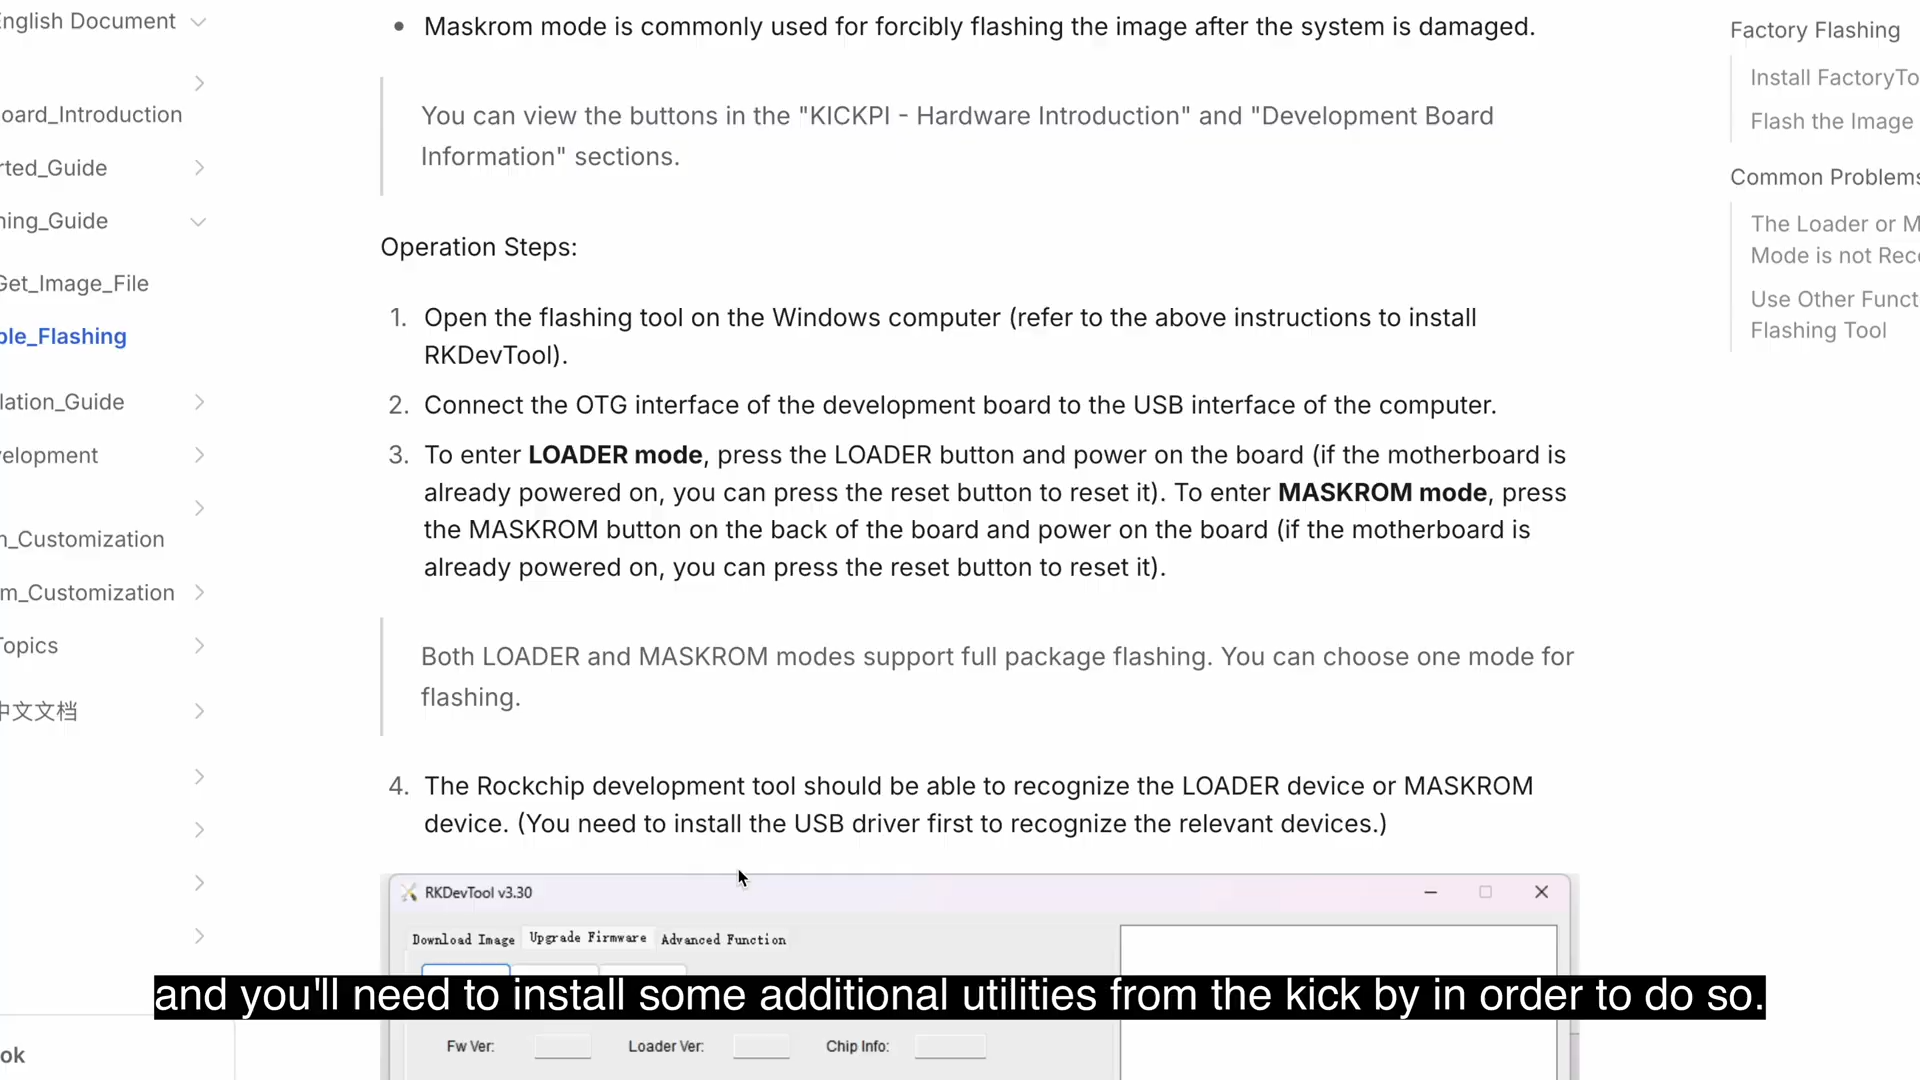 nglish Document
oard_Introduction
rted_Guide
ning_Guide
Get_Image_File
ble_Flashing
lation_Guide
velopment
n_Customization
m_Customization
Topics
中文文档
ok
• Maskrom mode is commonly used for forcibly flashing the image after the system is damaged.
You can view the buttons in the "KICKPI - Hardware Introduction" and "Development Board
Information" sections.
Operation Steps:
1. Open the flashing tool on the Windows computer (refer to the above instructions to install
RKDevTool).
2. Connect the OTG interface of the development board to the USB interface of the computer.
3. To enter LOADER mode, press the LOADER button and power on the board (if the motherboard is
already powered on, you can press the reset button to reset it). To enter MASKROM mode, press
the MASKROM button on the back of the board and power on the board (if the motherboard is
already powered on, you can press the reset button to reset it).
Both LOADER and MASKROM modes support full package flashing. You can choose one mode for
flashing.
4. The Rockchip development tool should be able to recognize the LOADER device or MASKROM
device. (You need to install the USB driver first to recognize the relevant devices.)
RKDevTool v3.30
Download Image Upgrade Firmware Advanced Function
and you'll need to install some additional utilities from the kick by in order to do so.
Fw Ver: Loader Ver: Chip Info:
Factory Flashing
Install FactoryTo
Flash the Image
Common Problems
The Loader or M
Mode is not Rec
Use Other Funct
Flashing Tool